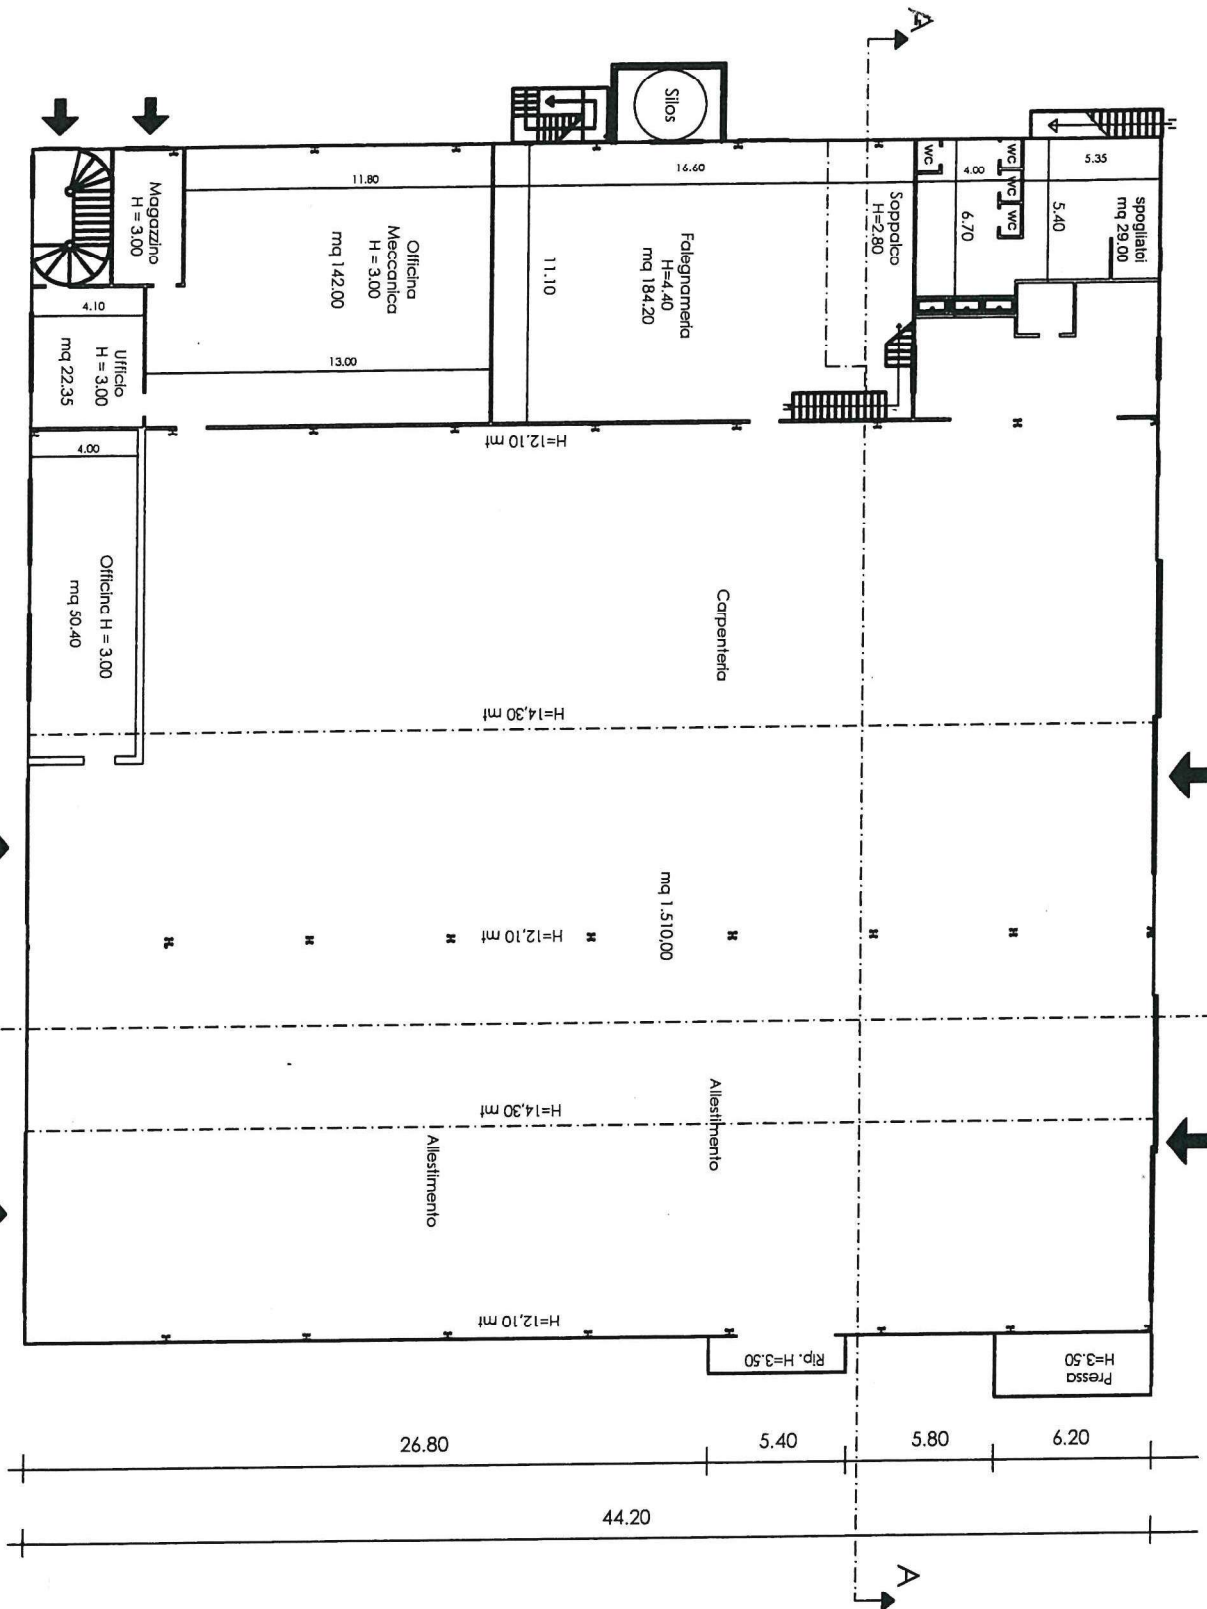 A
Silos
WC
WC
WC
WC
4.00
5.35
spogliatoi
mq 29.00
5.40
6.70
11.80
16.60
Magazzino
H = 3.00
Soppalco
H=2.80
Officina
Meccanica
H = 3.00
mq 142.00
Falegnameria
H=4.40
mq 184.20
11.10
4.10
Ufficio
H = 3.00
mq 22.35
13.00
H=12.10 mt
4.00
Officina H = 3.00
mq 50.40
Carpenteria
H=14,30 mt
mq 1.510,00
H=12,10 mt
H=14,30 mt
Allestimento
Allestimento
H=12,10 mt
Rip. H=3.50
Pressa
H=3.50
26.80
5.40
5.80
6.20
44.20
A